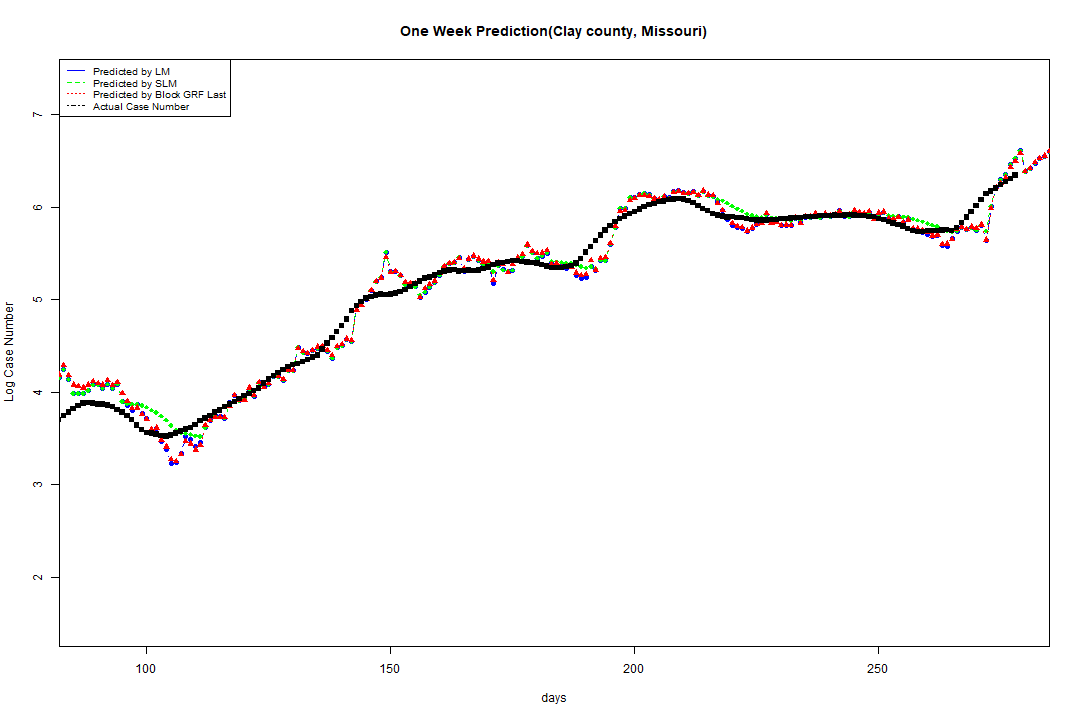 One Week Prediction(Clay county, Missouri)
Predicted by LM
Predicted by SLM
Predicted by Block GRF Last
Actual Case Number
7
6
5
4
3
2
Log Case Number
100 150 200 250
days